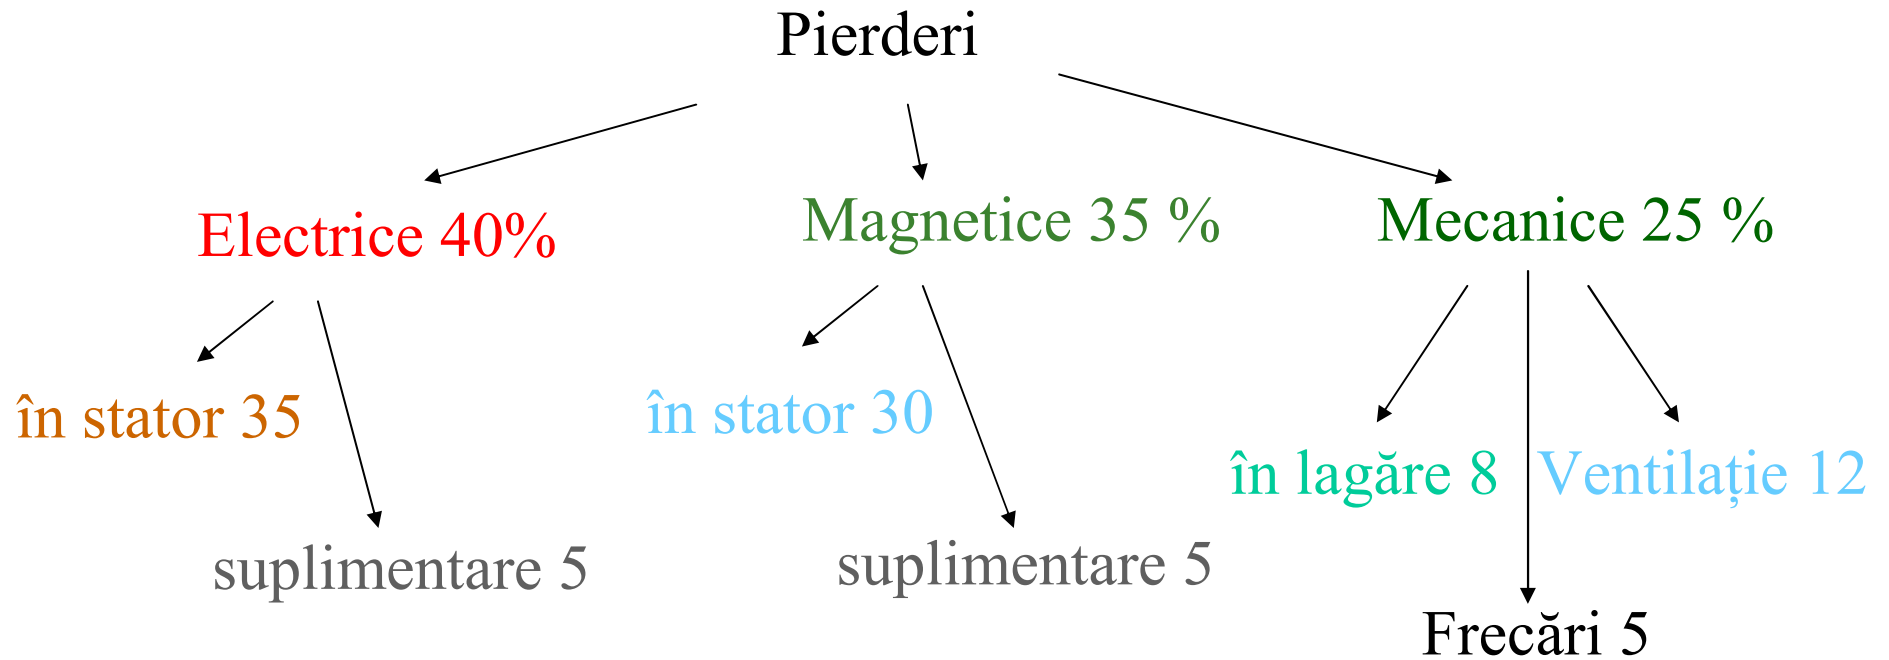 Pierderi
Electrice 40%
Magnetice 35 %
Mecanice 25 %
în stator 35
în stator 30
în lagăre 8
Ventilație 12
suplimentare 5
suplimentare 5
Frecări 5